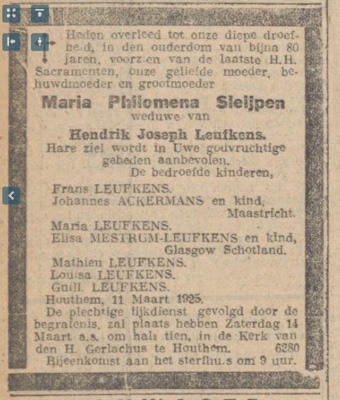 Heden overleed tot onze diepe droef-
heid, in den ouderdom van bijna 80
jaren, voorzien van de laatste H.H.
Sacramenten, onze geliefde moeder, be-
huwdmoeder en grootmoeder
Maria Philomena Sleijpen
weduwe van
Hendrik Joseph Leufkens.
Hare ziel wordt in Uwe godvruchtige
gebeden aanbevolen.
De bedroefde kinderen,
Frans LEUFKENS.
Johannes ACKERMANS en kind,
Maastricht.
Maria LEUFKENS.
Elisa MESTRUM-LEUFKENS en kind,
Glasgow Schotland.
Mathieu LEUFKENS.
Louisa LEUFKENS.
Guill. LEUFKENS.
Houthem, 11 Maart 1925.
De plechtige lijkdienst gevolgd door de
begrafenis, zal plaats hebben Zaterdag 14
Maart a.s. om half tien, in de Kerk van
den H. Gerlachus te Houthem. 6280
Bijeenkomst aan het sterfhuis om 9 uur.